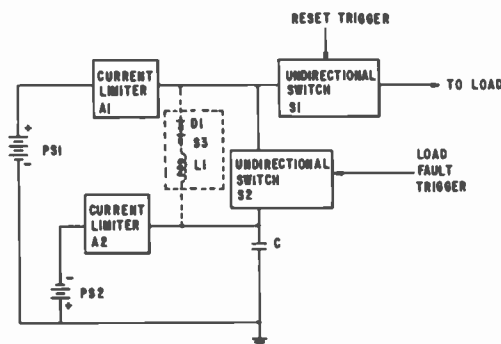 RESET TRIGGER
CURRENT
LIMITER
A1
UNDIRECTIONAL
SWITCH
S1
TO LOAD
D1
S3
L1
+
PS1
-
UNDIRECTIONAL
SWITCH
S2
LOAD
FAULT
TRIGGER
CURRENT
LIMITER
A2
C
-
PS2
+